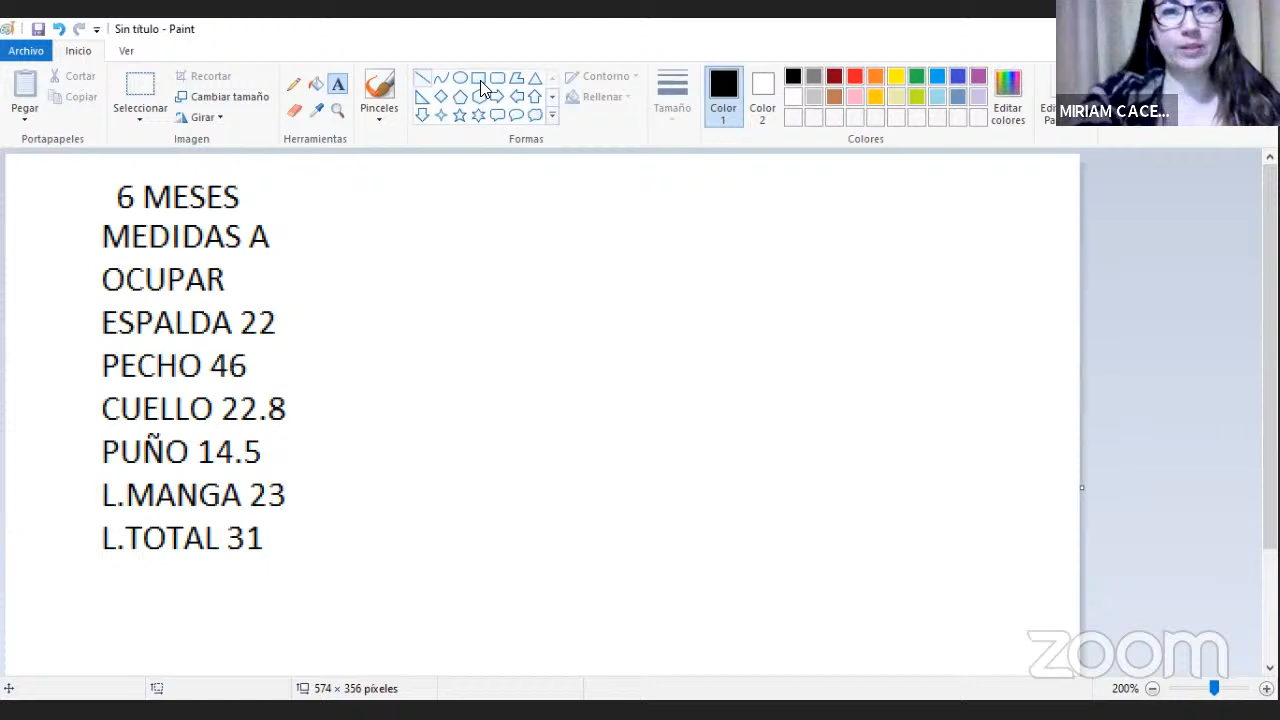 Sin título - Paint
Archivo
Inicio
Ver
Pegar
Cortar
Copiar
Portapapeles
Seleccionar
Recortar
Cambiar tamaño
Girar
Imagen
A
Herramientas
Pinceles
Contorno
Rellenar
Formas
Tamaño
Color 1
Color 2
Editar colores
Colores
MIRIAM C ACE...
6 MESES
MEDIDAS A
OCUPAR
ESPALDA 22
PECHO 46
CUELLO 22.8
PUÑO 14.5
L.MANGA 23
L.TOTAL 31
zoom
574 × 356 píxeles
200%